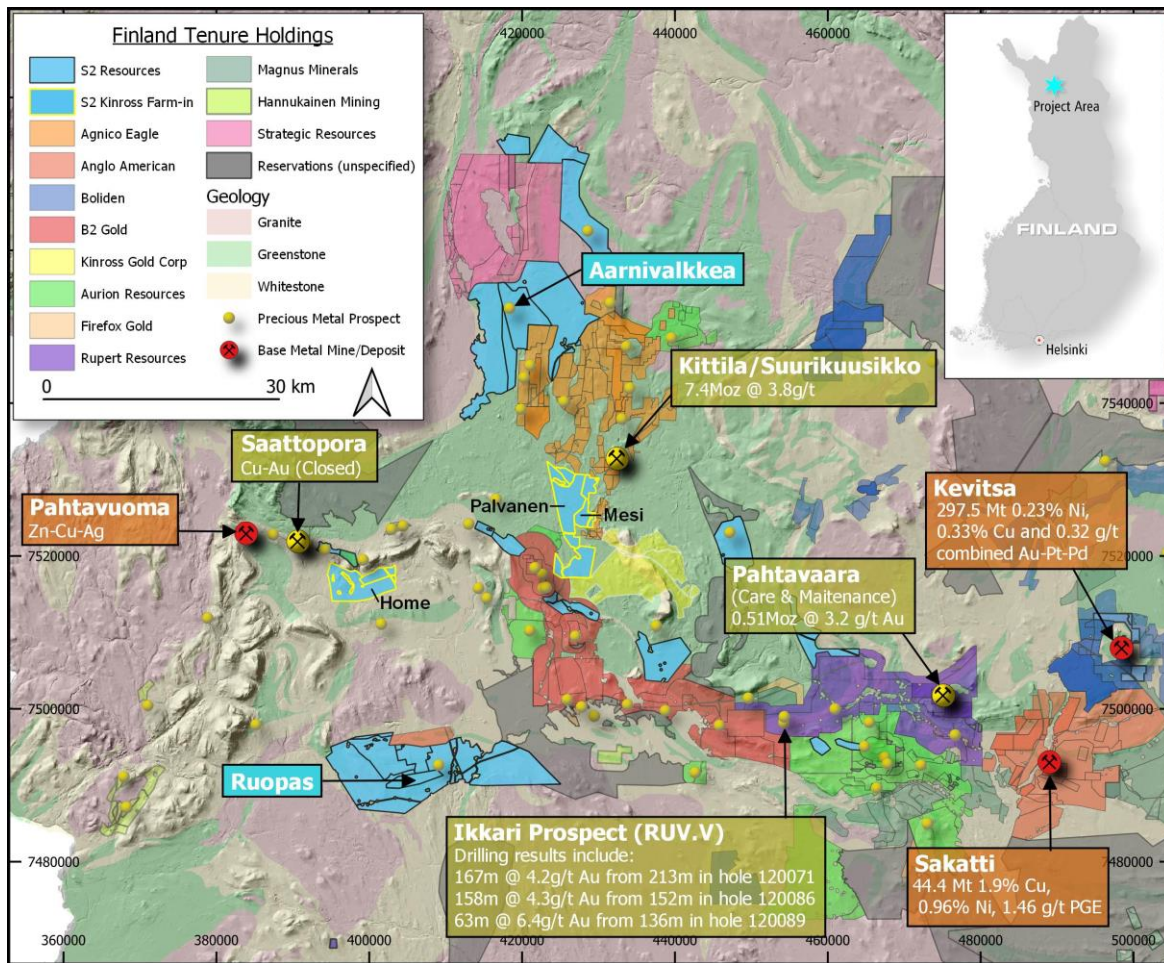 Finland Tenure Holdings
S2 Resources
S2 Kinross Farm-in
Agnico Eagle
Anglo American
Boliden
B2 Gold
Kinross Gold Corp
Aurion Resources
Firefox Gold
Rupert Resources
Magnus Minerals
Hannukainen Mining
Strategic Resources
Reservations (unspecified)
Geology
Granite
Greenstone
Whitestone
Precious Metal Prospect
Base Metal Mine/Deposit
0 30 km
420000 440000 460000
Project Area
FINLAND
Helsinki
Aarnivalkkea
Kittila/Suurikuusikko
7.4Moz @ 3.8g/t
7540000
Saattopora
Cu-Au (Closed)
Pahtavuoma
Zn-Cu-Ag
Palvanen
Mesi
Home
Kevitsa
297.5 Mt 0.23% Ni,
0.33% Cu and 0.32 g/t
combined Au-Pt-Pd
7520000
7520000
Pahtavaara
(Care & Maitenance)
0.51Moz @ 3.2 g/t Au
7500000
7500000
Ruopas
Ikkari Prospect (RUV.V)
Drilling results include:
167m @ 4.2g/t Au from 213m in hole 120071
158m @ 4.3g/t Au from 152m in hole 120086
63m @ 6.4g/t Au from 136m in hole 120089
Sakatti
44.4 Mt 1.9% Cu,
0.96% Ni, 1.46 g/t PGE
7480000
7480000
360000 380000 400000 420000 440000 460000 480000 500000